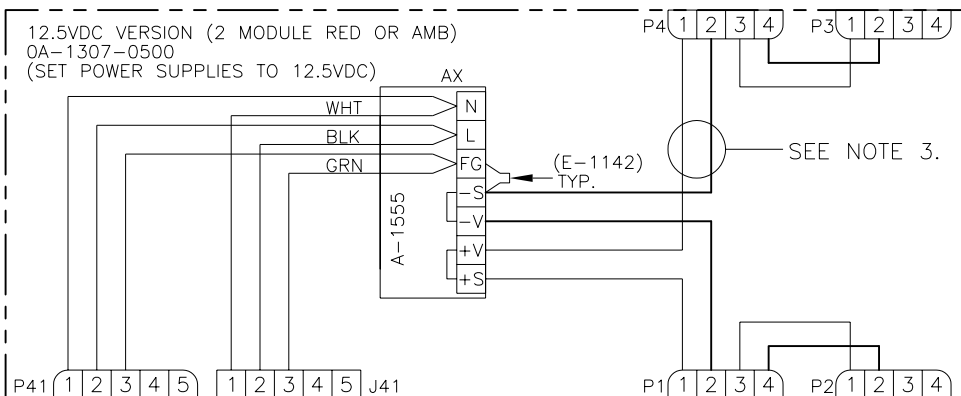 12.5VDC VERSION (2 MODULE RED OR AMB)
0A-1307-0500
(SET POWER SUPPLIES TO 12.5VDC)
P4 1 2 3 4
P3 1 2 3 4
AX
WHT
BLK
GRN
N
L
FG
-S
-V
+V
+S
A-1555
(E-1142)
TYP.
SEE NOTE 3.
P41 1 2 3 4 5
1 2 3 4 5 J41
P1 1 2 3 4
P2 1 2 3 4